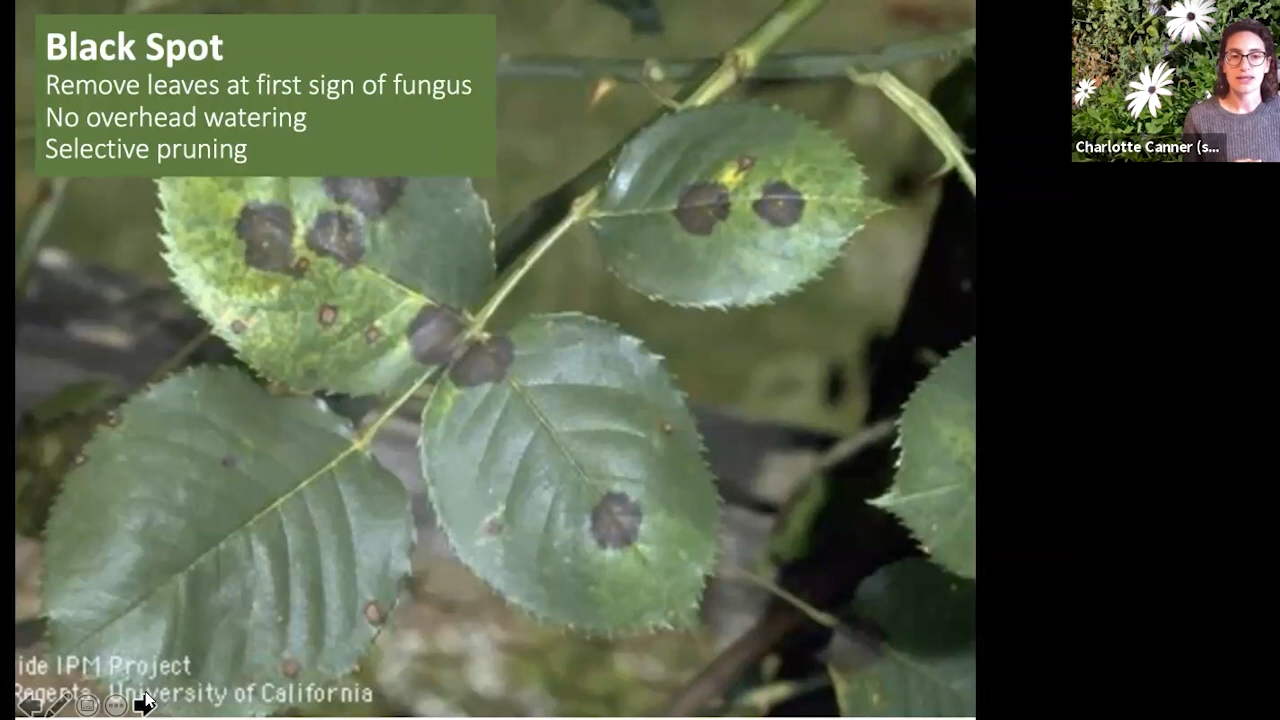 Black Spot
Remove leaves at first sign of fungus
No overhead watering
Selective pruning
Charlotte Canner (s...
ide IPM Project
Regents, University of California